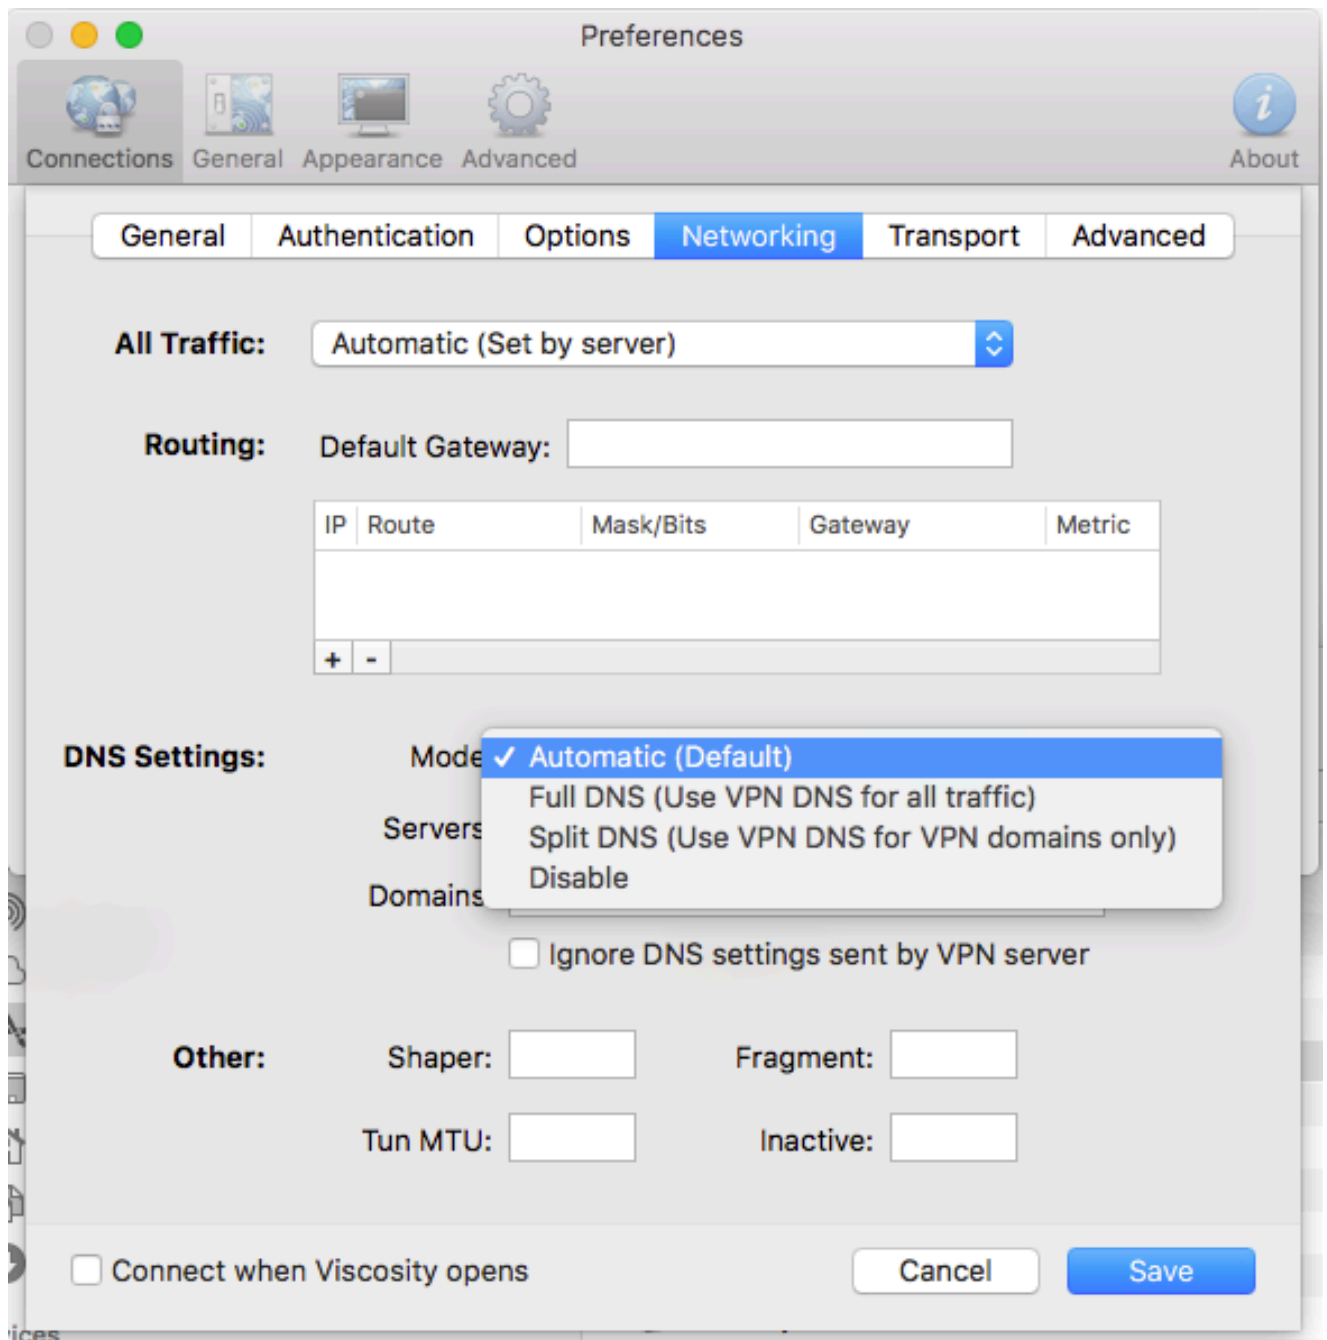 Preferences
Connections General Appearance Advanced About
General Authentication Options Networking Transport Advanced
All Traffic: Automatic (Set by server)
Routing: Default Gateway:
IP Route Mask/Bits Gateway Metric
+ -
DNS Settings: Mode ✓ Automatic (Default)
Full DNS (Use VPN DNS for all traffic)
Servers Split DNS (Use VPN DNS for VPN domains only)
Disable
Domains
Ignore DNS settings sent by VPN server
Other: Shaper: Fragment:
Tun MTU: Inactive:
Connect when Viscosity opens Cancel Save